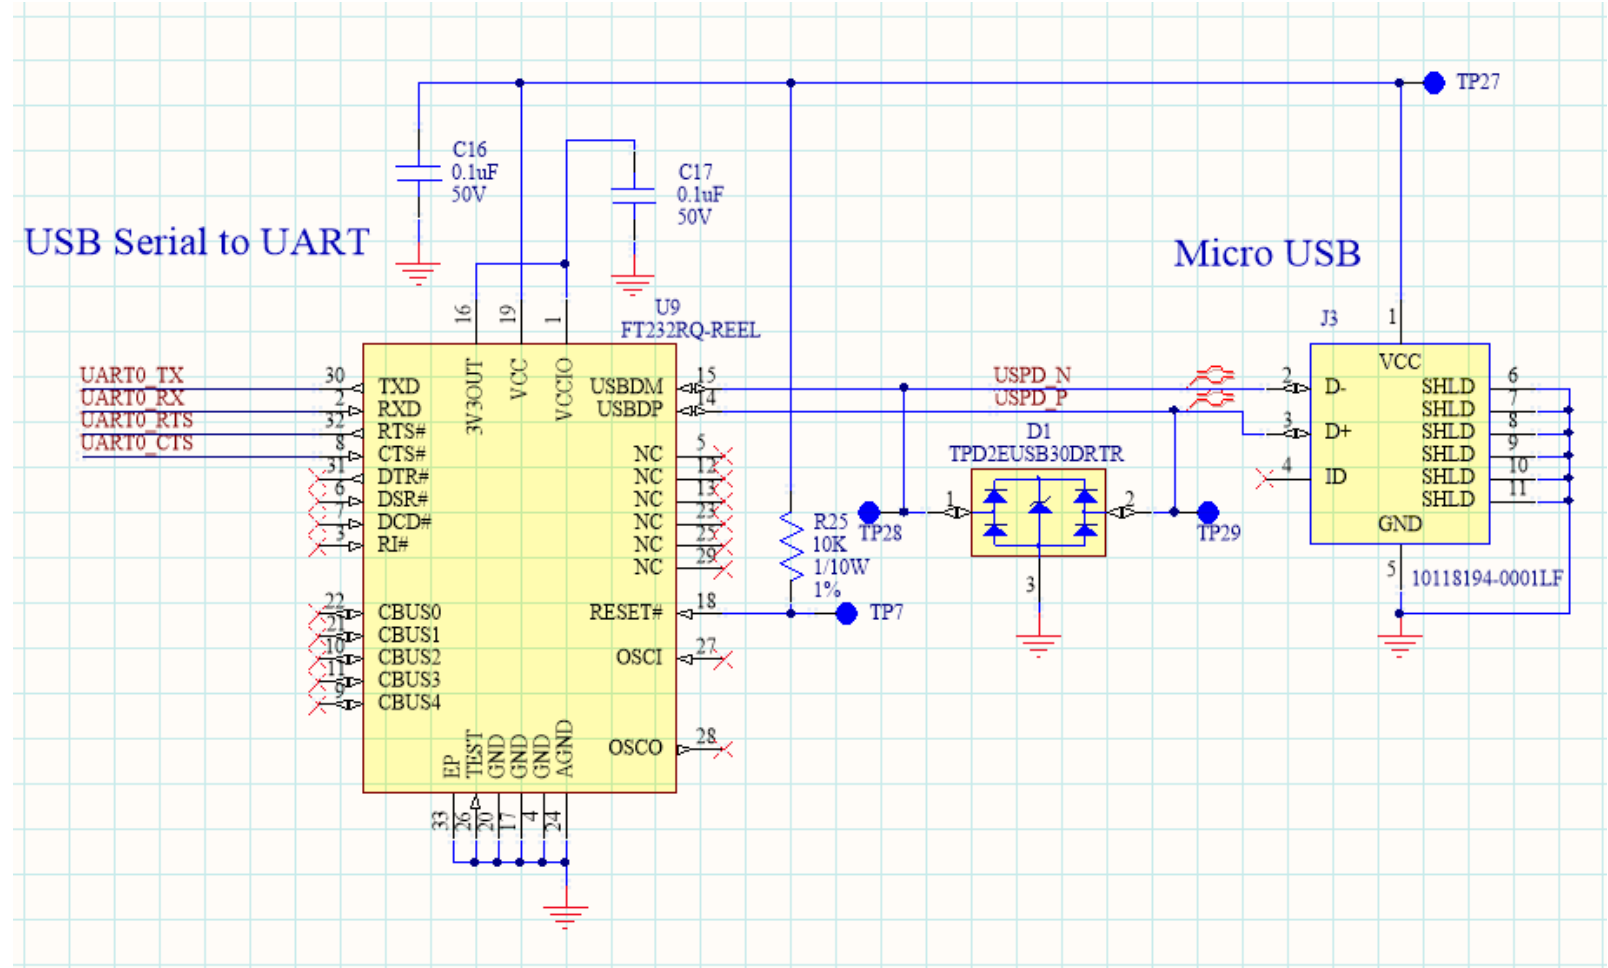 TP27
C16
0.1uF
50V
C17
0.1uF
50V
USB Serial to UART
Micro USB
16
19
1
U9
FT232RQ-REEL
J3
1
UART0_TX
30
TXD
3V3OUT
VCC
VCCIO
USBDM
15
USPD_N
2
D-
VCC
SHLD
6
UART0_RX
2
RXD
USBDP
14
USPD_P
SHLD
7
UART0_RTS
32
RTS#
D1
3
D+
SHLD
8
UART0_CTS
8
CTS#
NC
5
TPD2EUSB30DRTR
SHLD
9
31
DTR#
NC
12
4
ID
SHLD
10
6
DSR#
NC
13
1
2
SHLD
11
7
DCD#
NC
23
TP28
TP29
GND
3
RI#
NC
25
R25
10K
1/10W
1%
NC
29
3
5
10118194-0001LF
22
CBUS0
RESET#
18
TP7
21
CBUS1
10
CBUS2
OSCI
27
11
CBUS3
9
CBUS4
EP
TEST
GND
GND
GND
AGND
OSCO
28
33
26
20
17
4
24